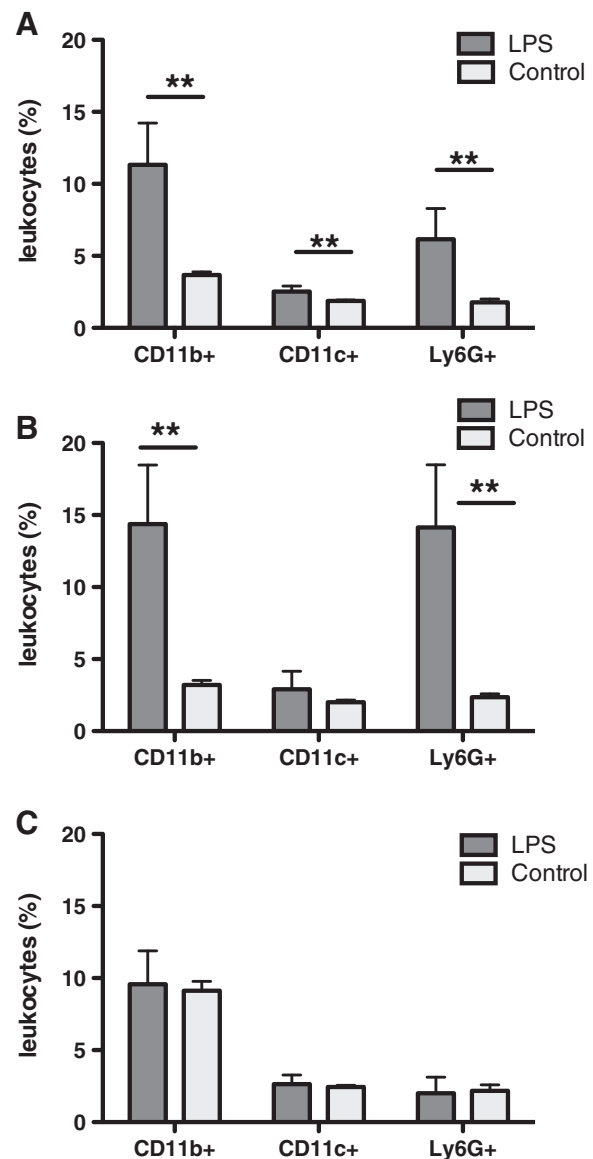 A
20
15
10
5
0
leukocytes (%)
LPS
Control
**
**
**
CD11b+ CD11c+ Ly6G+
B
20
15
10
5
0
leukocytes (%)
LPS
Control
**
**
CD11b+ CD11c+ Ly6G+
C
20
15
10
5
0
leukocytes (%)
LPS
Control
CD11b+ CD11c+ Ly6G+